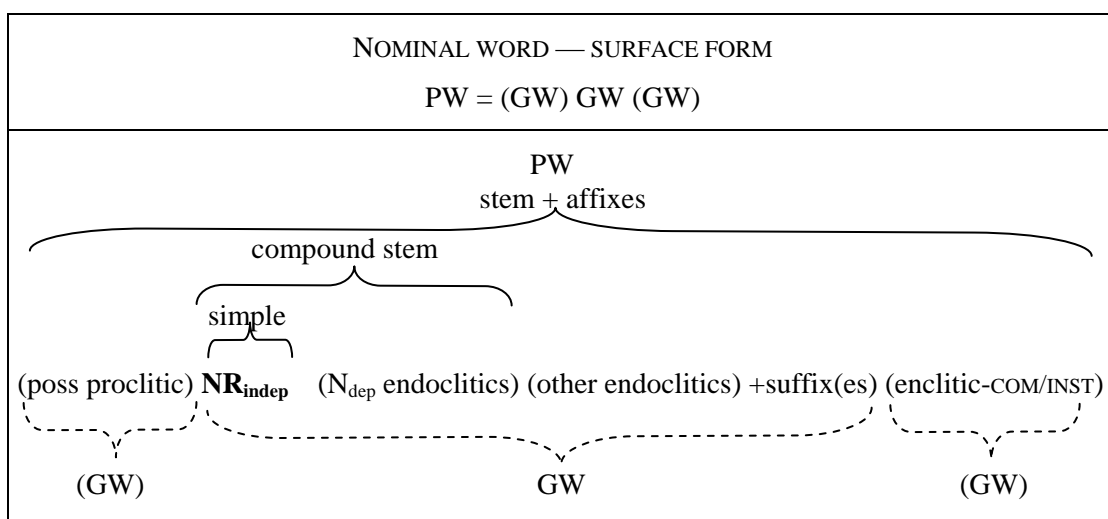 NOMINAL WORD — SURFACE FORM
PW = (GW) GW (GW)
PW
stem + affixes
compound stem
simple
(poss proclitic) NRindep (Ndep endoclitics) (other endoclitics) +suffix(es) (enclitic-COM/INST)
(GW) GW (GW)